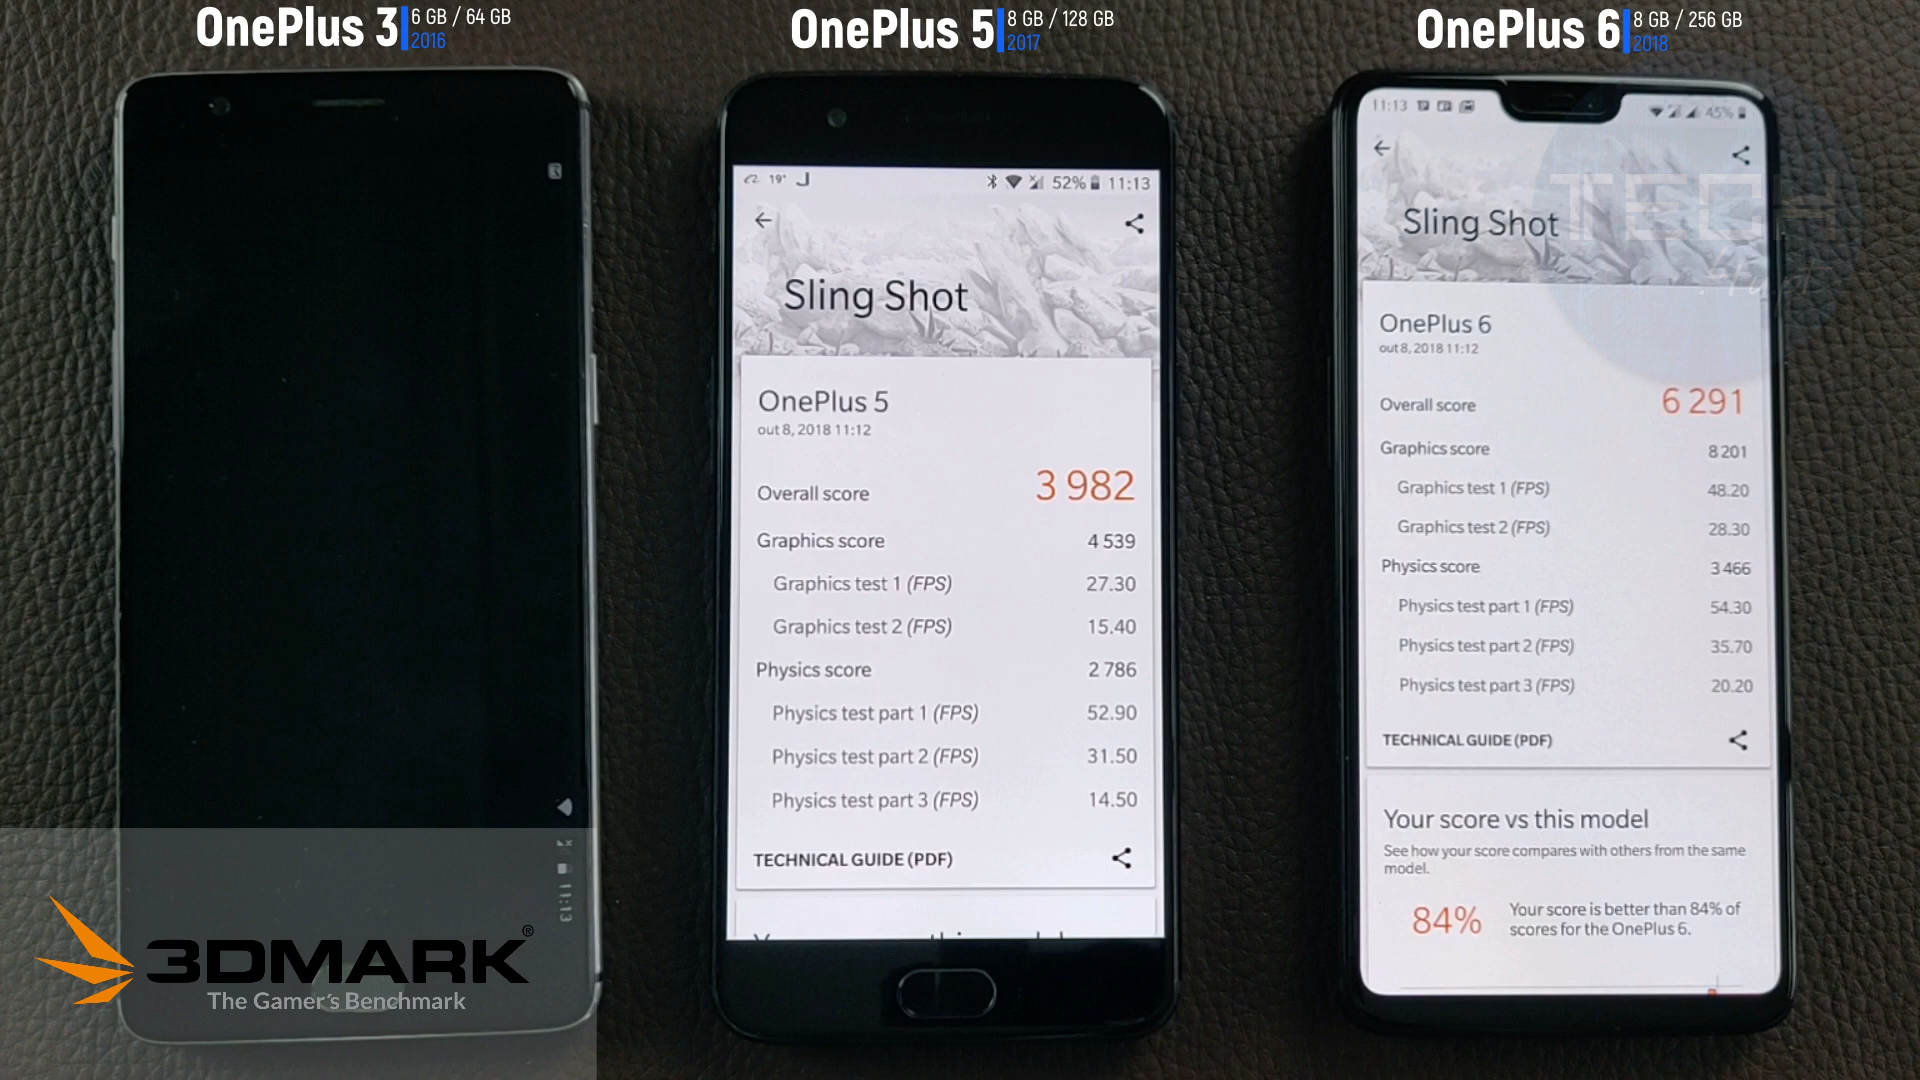 OnePlus 3
6 GB / 64 GB
2016
OnePlus 5
8 GB / 128 GB
2017
OnePlus 6
8 GB / 256 GB
2018
11:13
19°
52%
11:13
Sling Shot
OnePlus 5
out 8, 2018 11:12
Overall score 3 982
Graphics score 4 539
Graphics test 1 (FPS) 27.30
Graphics test 2 (FPS) 15.40
Physics score 2 786
Physics test part 1 (FPS) 52.90
Physics test part 2 (FPS) 31.50
Physics test part 3 (FPS) 14.50
TECHNICAL GUIDE (PDF)
11:13
45%
TECH
Sling Shot
OnePlus 6
out 8, 2018 11:12
Overall score 6 291
Graphics score 8 201
Graphics test 1 (FPS) 48.20
Graphics test 2 (FPS) 28.30
Physics score 3 466
Physics test part 1 (FPS) 54.30
Physics test part 2 (FPS) 35.70
Physics test part 3 (FPS) 20.20
TECHNICAL GUIDE (PDF)
Your score vs this model
See how your score compares with others from the same
model.
84%
Your score is better than 84% of
scores for the OnePlus 6.
3DMARK®
The Gamer's Benchmark